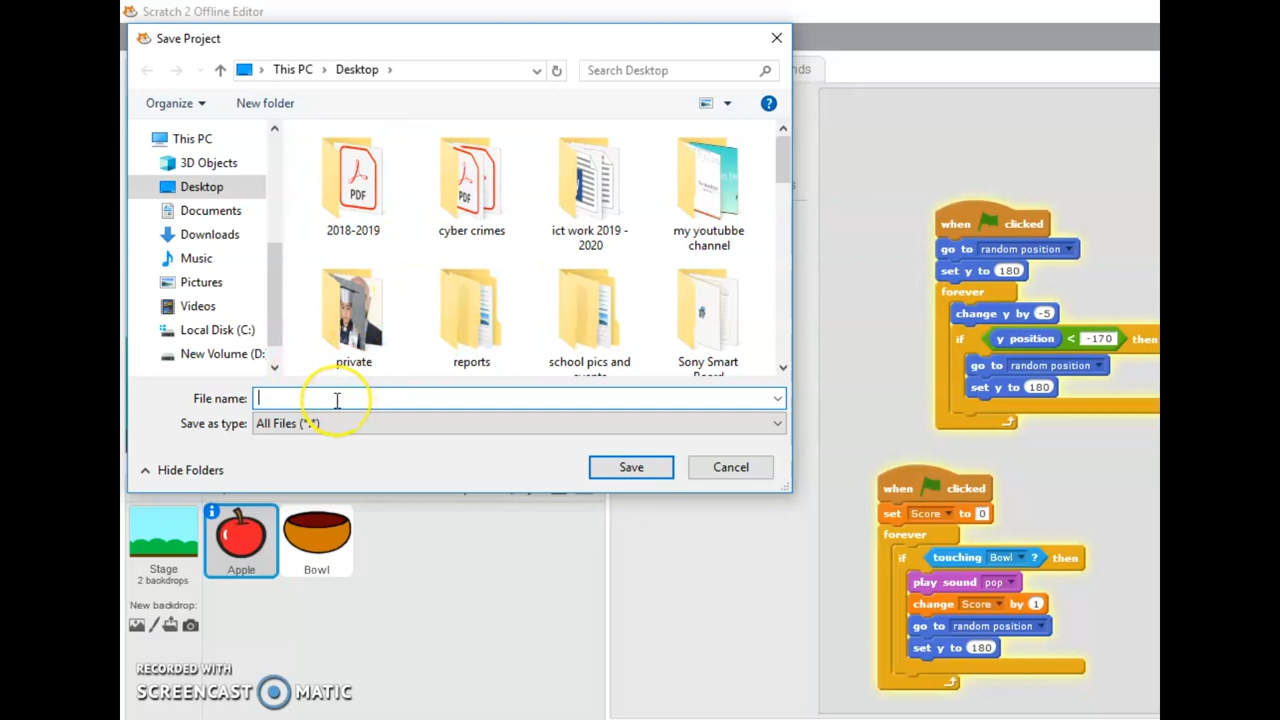 Scratch 2 Offline Editor
Save Project
This PC > Desktop >
Search Desktop
Organize
New folder
This PC
3D Objects
Desktop
Documents
Downloads
Music
Pictures
Videos
Local Disk (C:)
New Volume (D:
PDF
PDF
2018-2019
cyber crimes
ict work 2019 -
2020
my youtubbe
channel
private
reports
school pics and
events
Sony Smart
Board
File name:
Save as type:
All Files (*.*)
Hide Folders
Save
Cancel
nds
when clicked
go to random position
set y to 180
forever
change y by -5
if y position < -170 then
go to random position
set y to 180
when clicked
set Score to 0
forever
if touching Bowl ? then
play sound pop
change Score by 1
go to random position
set y to 180
Stage
2 backdrops
New backdrop:
Apple
Bowl
RECORDED WITH
SCREENCAST MATIC